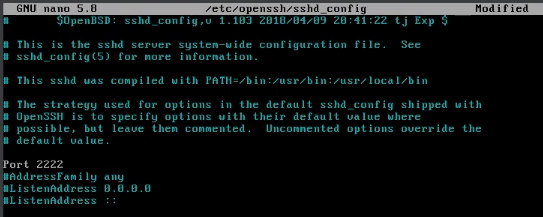 GNU nano 5.8 /etc/openssh/sshd_config Modified
# $OpenBSD: sshd_config,v 1.103 2018/04/09 20:41:22 tj Exp $
# This is the sshd server system-wide configuration file. See
# sshd_config(5) for more information.
# This sshd was compiled with PATH=/bin:/usr/bin:/usr/local/bin
# The strategy used for options in the default sshd_config shipped with
# OpenSSH is to specify options with their default value where
# possible, but leave them commented. Uncommented options override the
# default value.
Port 2222
#AddressFamily any
#ListenAddress 0.0.0.0
#ListenAddress ::